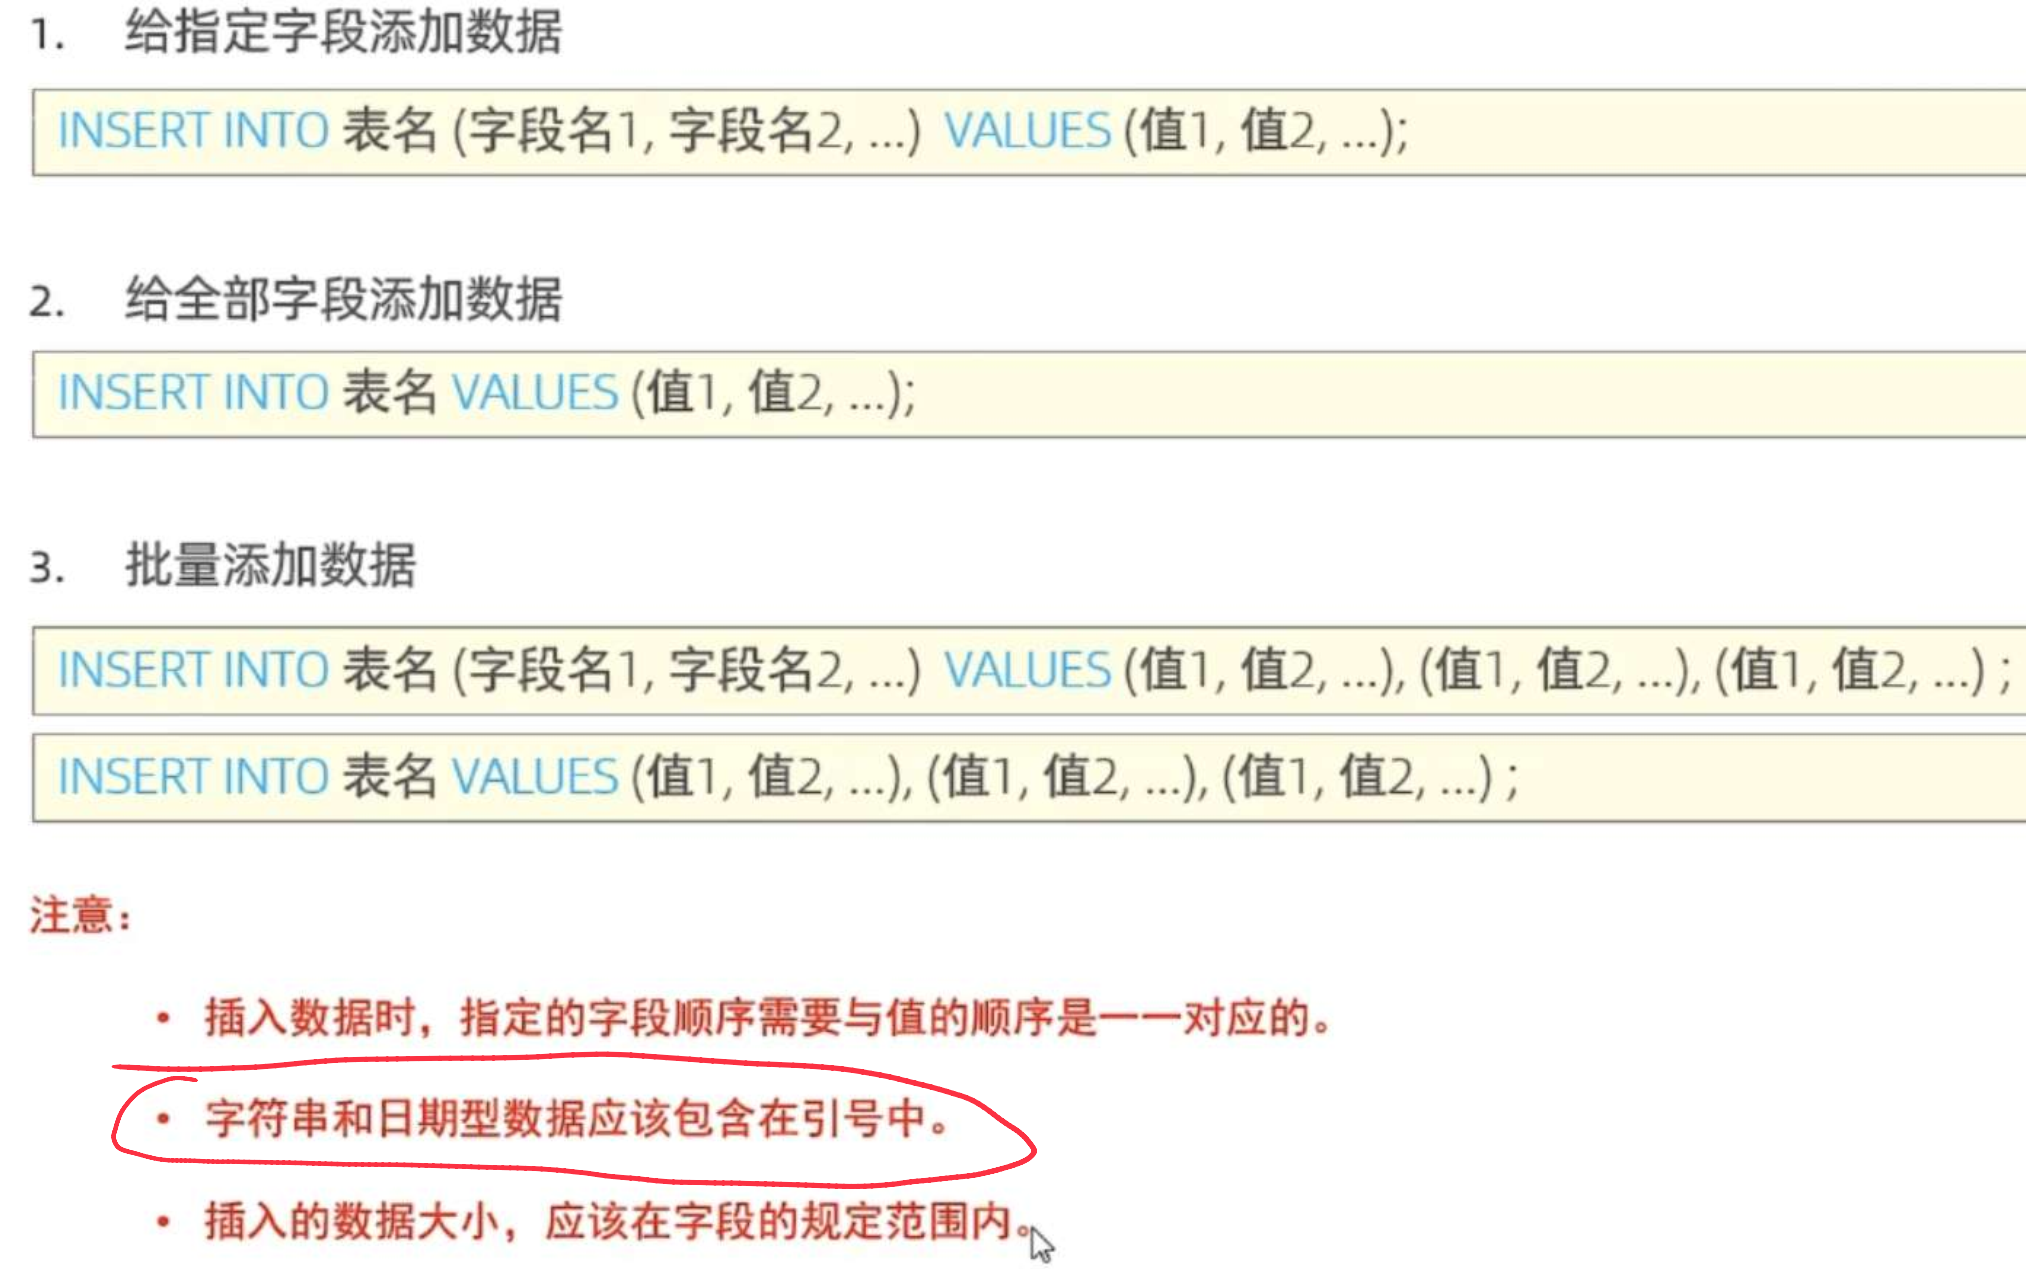 1. 给指定字段添加数据
INSERT INTO 表名 (字段名1, 字段名2, ...) VALUES (值1, 值2, ...);
2. 给全部字段添加数据
INSERT INTO 表名 VALUES (值1, 值2, ...);
3. 批量添加数据
INSERT INTO 表名 (字段名1, 字段名2, ...) VALUES (值1, 值2, ...), (值1, 值2, ...), (值1, 值2, ...) ;
INSERT INTO 表名 VALUES (值1, 值2, ...), (值1, 值2, ...), (值1, 值2, ...) ;
注意：
• 插入数据时，指定的字段顺序需要与值的顺序是一一对应的。
• 字符串和日期型数据应该包含在引号中。
• 插入的数据大小，应该在字段的规定范围内。